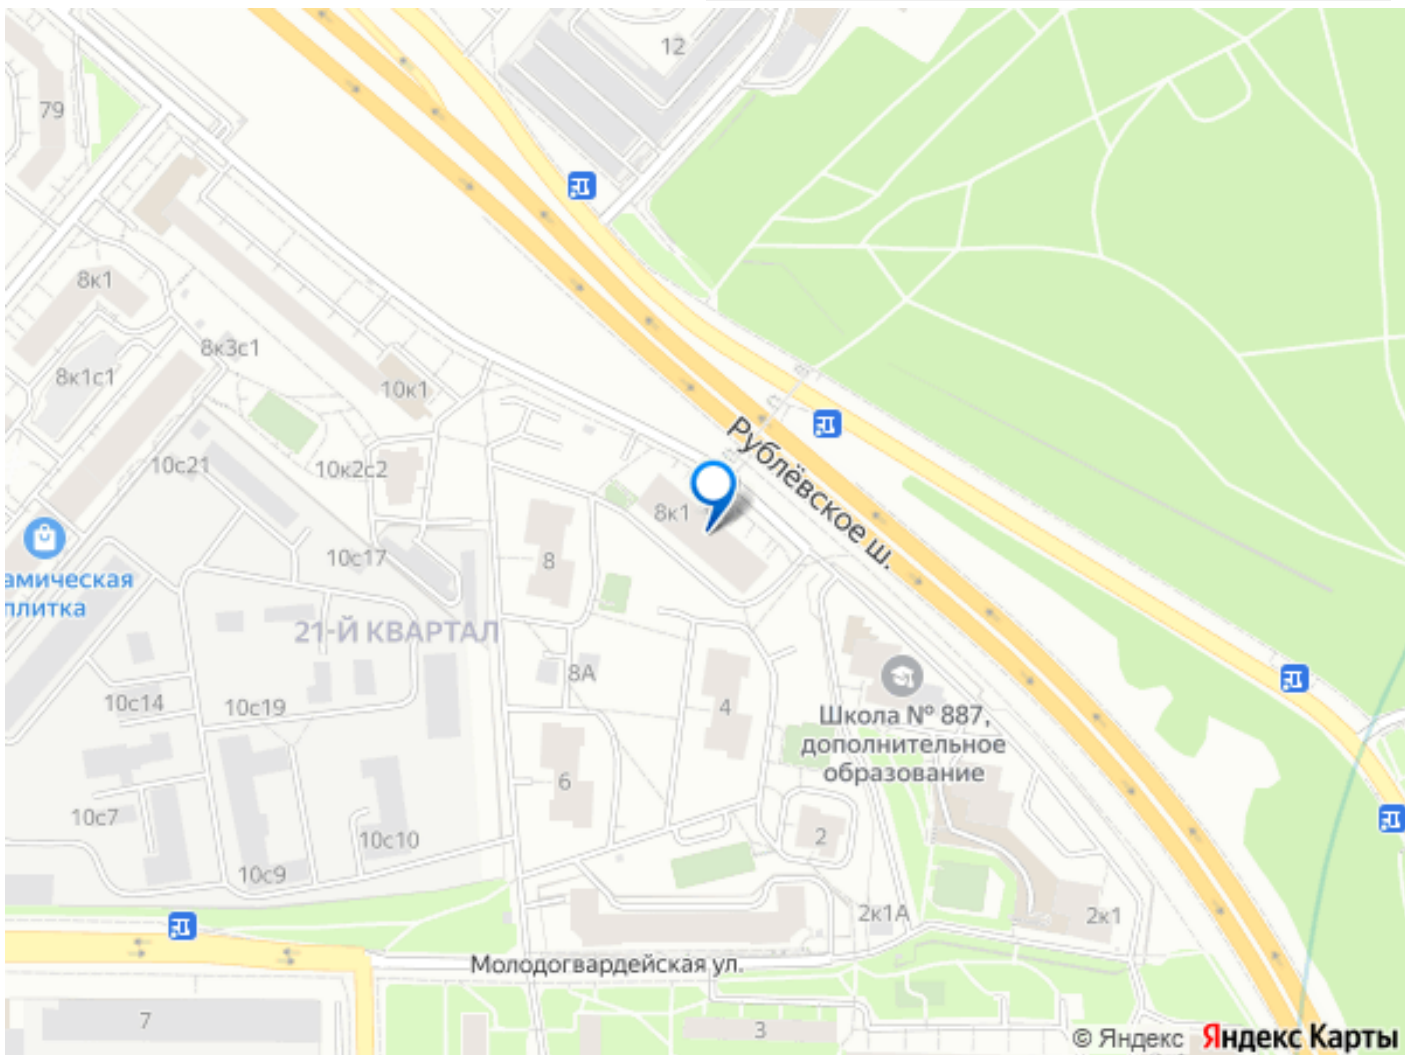 12
79
8к1
8к3с1
8к1с1
10к1
Рублёвское ш.
10с21
10к2с2
8к1
10с17
8
амическая
плитка
21-Й КВАРТАЛ
8А
10с14
10с19
4
Школа № 887,
дополнительное
образование
6
10с7
10с10
2
10с9
2к1А
2к1
Молодогвардейская ул.
7
3
© Яндекс Яндекс Карты